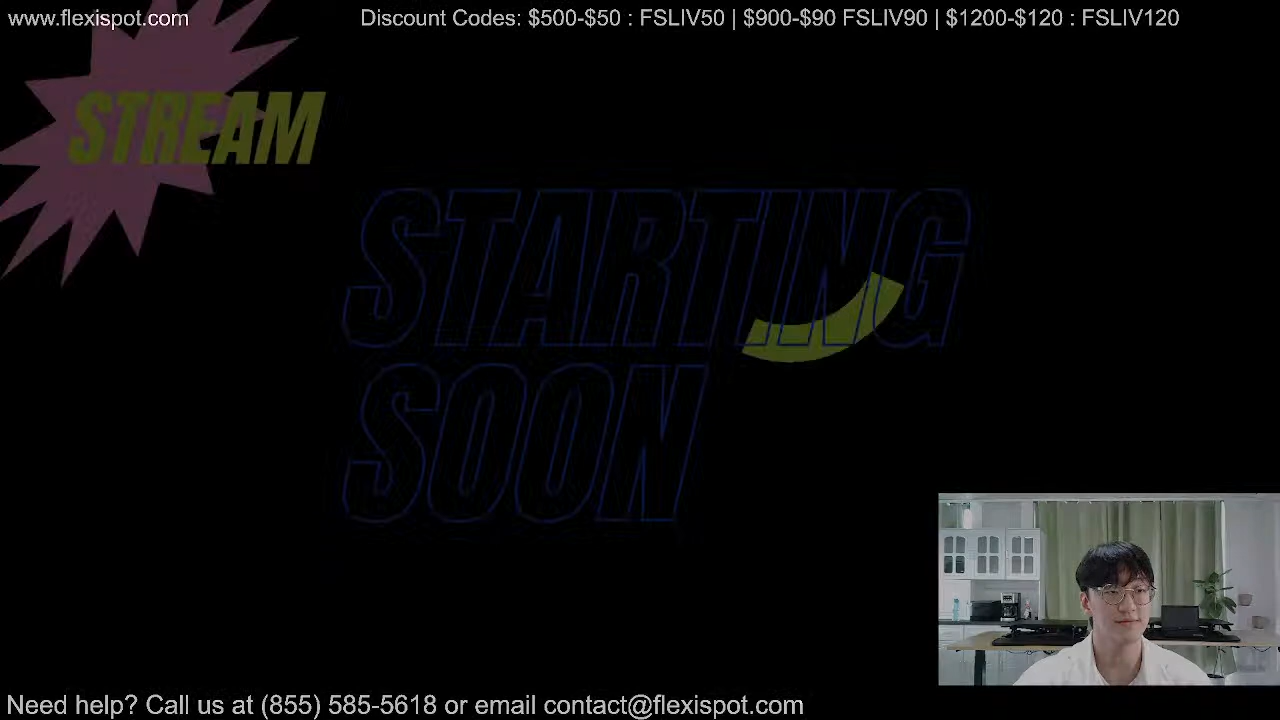 www.flexispot.com
Discount Codes: $500-$50 : FSLIV50 | $900-$90 FSLIV90 | $1200-$120 : FSLIV120
STREAM
STARTING
SOON
Need help? Call us at (855) 585-5618 or email contact@flexispot.com